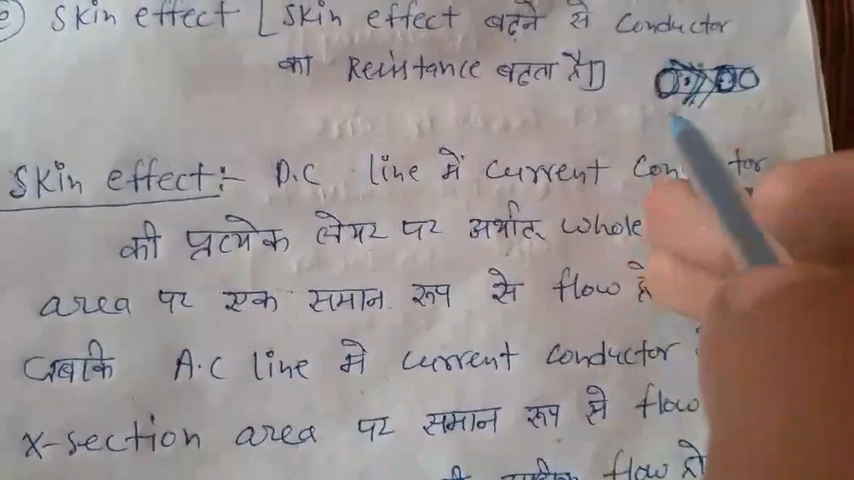 Skin effect [ Skin effect बढ़ने से conductor
का Resistance बढ़ता है।]
Skin effect :- D.C line में current
की प्रत्येक लेयर पर अर्थात् whole
area पर एक समान रूप से flow
जबकि A.C line मे current conductor
x-section area पर समान रूप से flow
flow हो